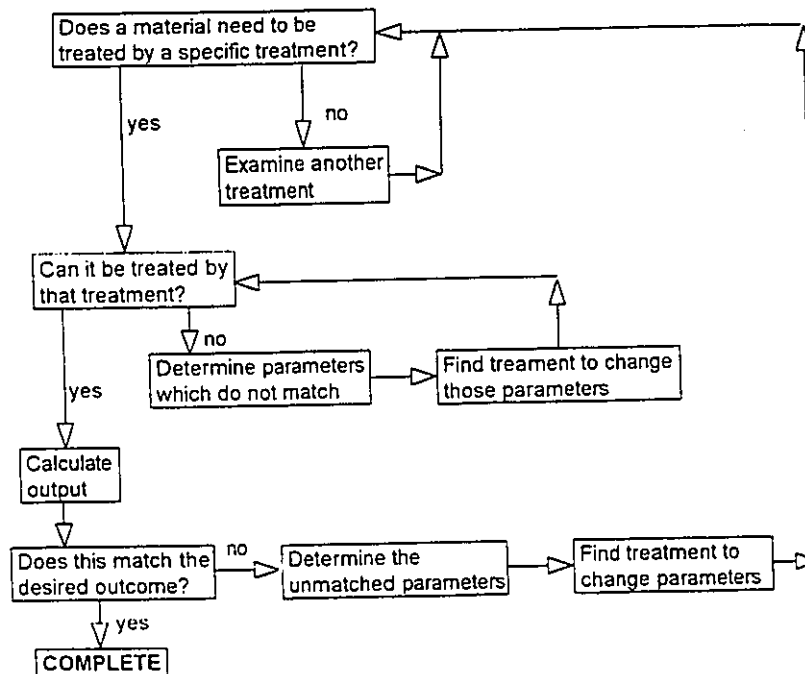 Does a material need to be
treated by a specific treatment?
yes
no
Examine another
treatment
Can it be treated by
that treatment?
no
Determine parameters
which do not match
Find treament to change
those parameters
yes
Calculate
output
Does this match the
desired outcome?
no
Determine the
unmatched parameters
Find treatment to
change parameters
yes
COMPLETE